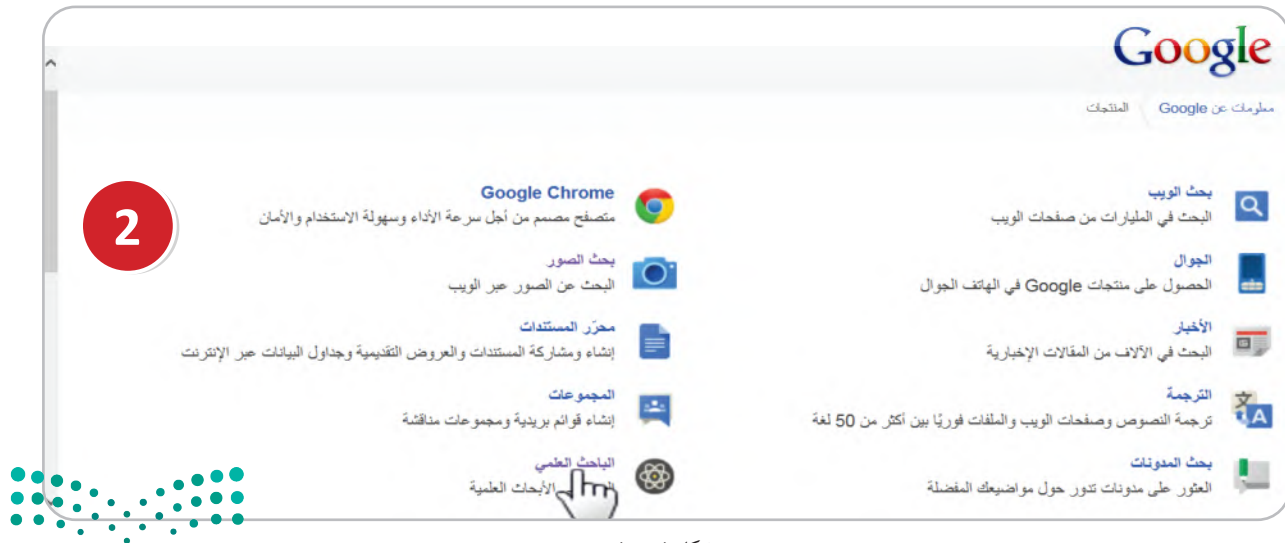 Google
معلومات عن Google المنتجات
بحث الويب
البحث في المليارات من صفحات الويب
الجوال
الحصول على منتجات Google في الهاتف الجوال
الأخبار
البحث في الآلاف من المقالات الإخبارية
الترجمة
ترجمة النصوص وصفحات الويب والملفات فوريًا بين أكثر من 50 لغة
بحث المدونات
العثور على مدونات تدور حول مواضيعك المفضلة
Google Chrome
متصفح مصمم من أجل سرعة الأداء وسهولة الاستخدام والأمان
بحث الصور
البحث عن الصور عبر الويب
محرّر المستندات
إنشاء ومشاركة المستندات والعروض التقديمية وجداول البيانات عبر الإنترنت
المجموعات
إنشاء قوائم بريدية ومجموعات مناقشة
الباحث العلمي
الأبحاث العلمية
2